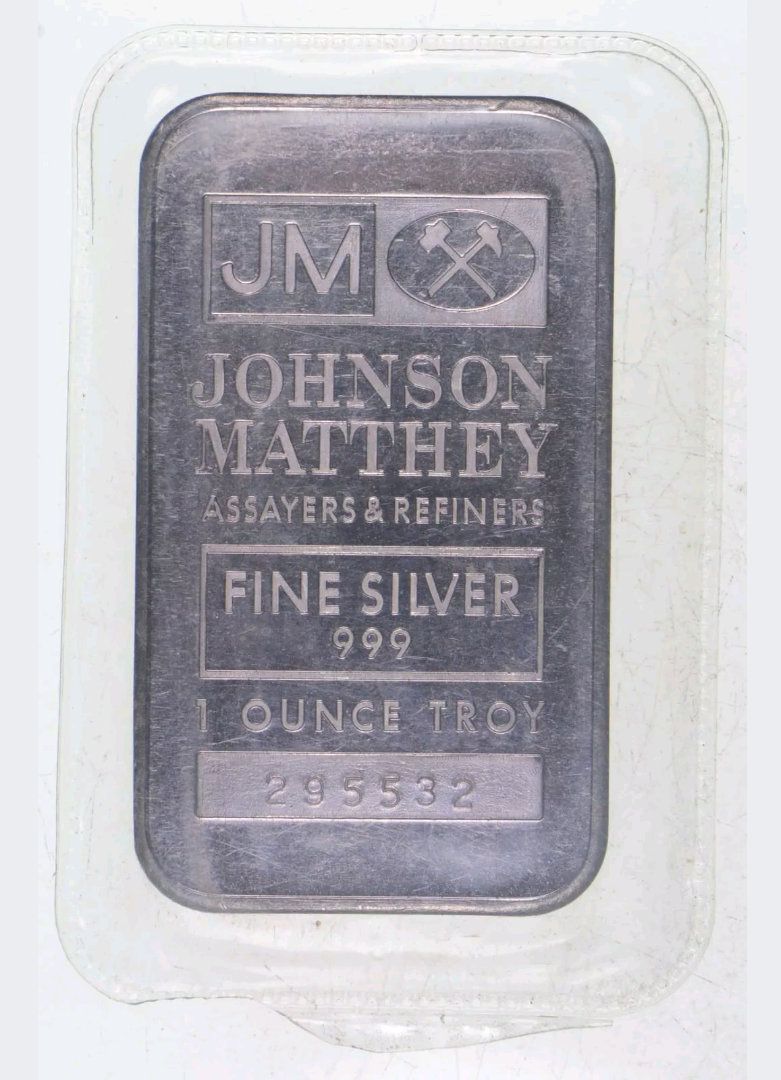 JM
JOHNSON
MATTHEY
ASSAYERS & REFINERS
FINE SILVER
999
1 OUNCE TROY
295532